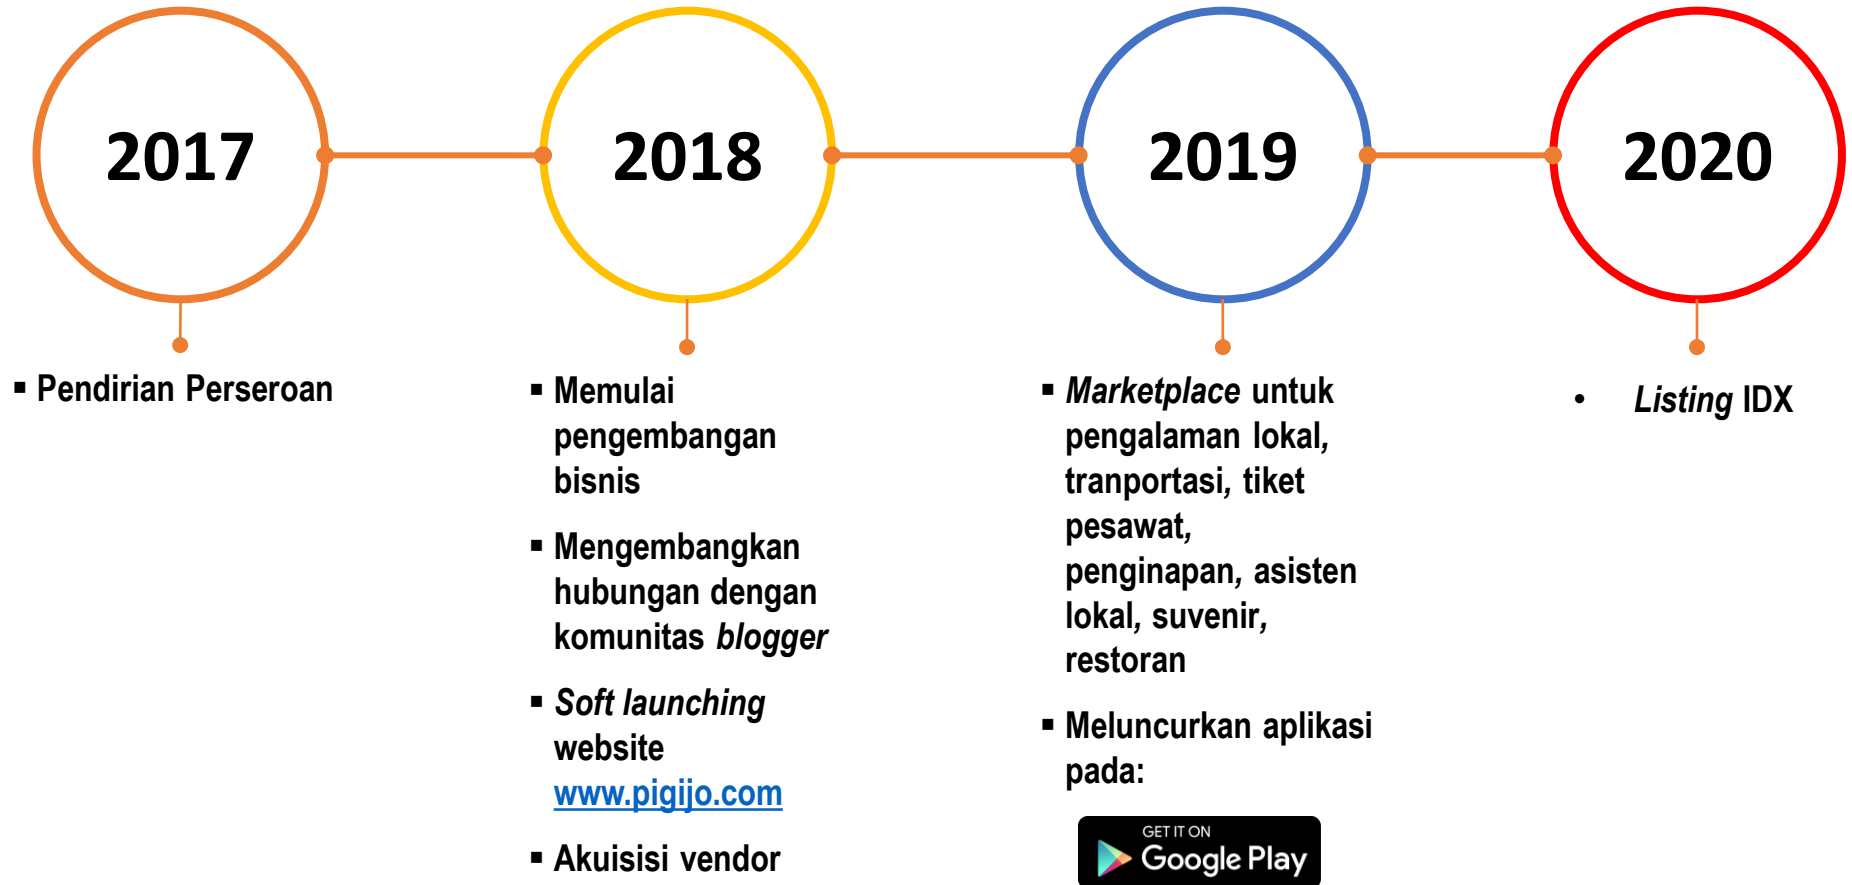 2017
2018
2019
2020
▪ Pendirian Perseroan
▪ Memulai
pengembangan
bisnis
▪ Mengembangkan
hubungan dengan
komunitas blogger
▪ Soft launching
website
www.pigijo.com
▪ Akuisisi vendor
▪ Marketplace untuk
pengalaman lokal,
tranportasi, tiket
pesawat,
penginapan, asisten
lokal, suvenir,
restoran
▪ Meluncurkan aplikasi
pada:
GET IT ON
Google Play
• Listing IDX